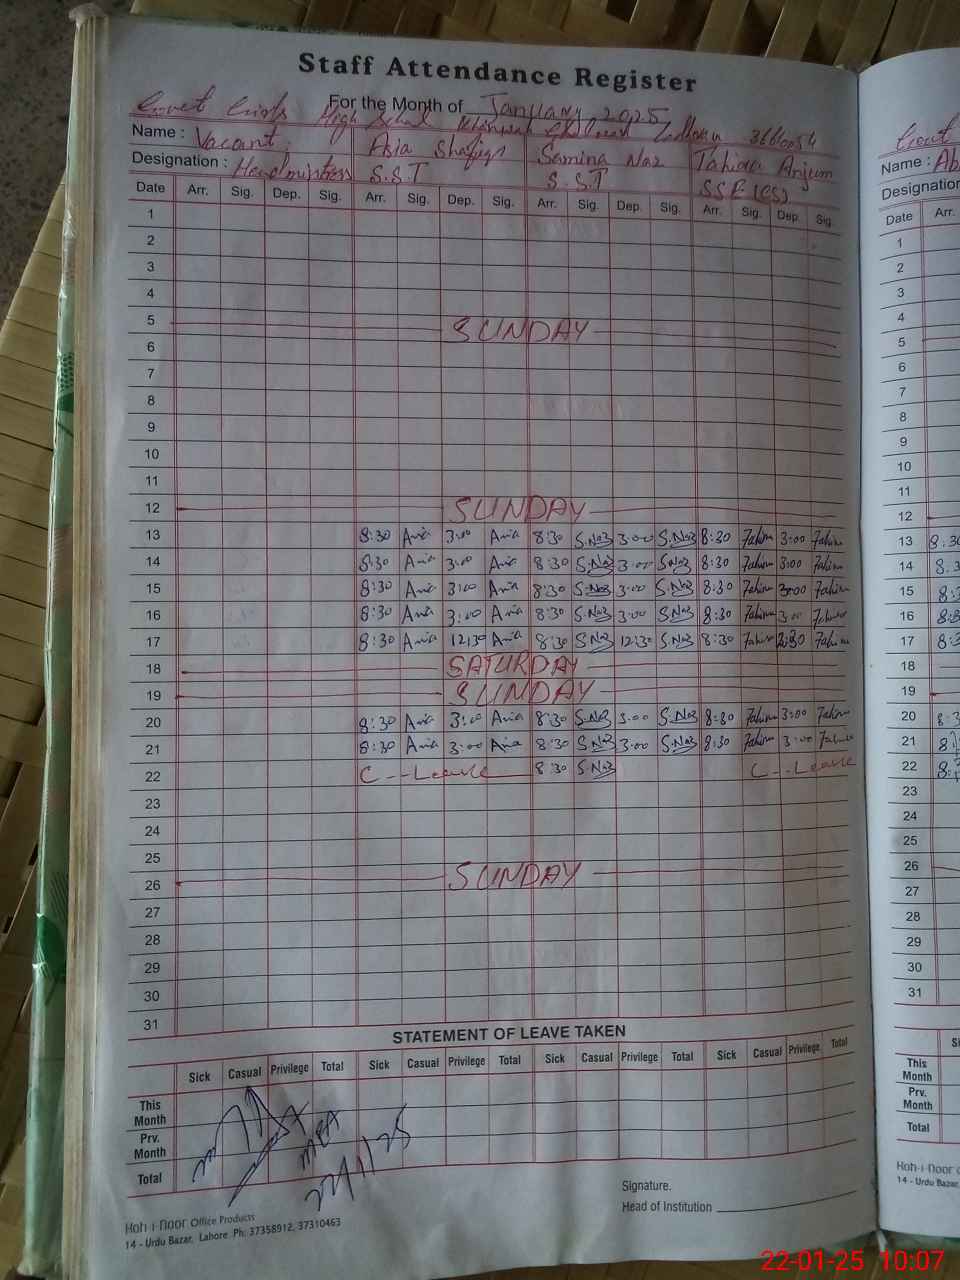 Staff Attendance Register
For the Month of January 2025
Govt Girls High School 3660054
Name : Vacant. Asia Shafique Samina Naz Tahira Anjum
Designation : Headmistress S.S.T S.S.T SSE (CS)
Date Arr. Sig. Dep. Sig. Arr. Sig. Dep. Sig. Arr. Sig. Dep. Sig. Arr. Sig. Dep. Sig.
1
2
3
4
5 SUNDAY
6
7
8
9
10
11
12 SUNDAY
13 8:30 Asia 3:00 Asia 8:30 S.Naz 3:00 S.Naz 8:30 Tahira 3:00 Tahira
14 8:30 Asia 3:00 Asia 8:30 S.Naz 3:00 S.Naz 8:30 Tahira 3:00 Tahira
15 8:30 Asia 3:00 Asia 8:30 S.Naz 3:00 S.Naz 8:30 Tahira 3:00 Tahira
16 8:30 Asia 3:00 Asia 8:30 S.Naz 3:00 S.Naz 8:30 Tahira 3:00 Tahira
17 8:30 Asia 12:30 Asia 8:30 S.Naz 12:30 S.Naz 8:30 Tahira Tahira
18 SATURDAY
19 SUNDAY
20 8:30 Asia 3:00 Asia 8:30 S.Naz 3:00 S.Naz 8:30 Tahira 3:00 Tahira
21 8:30 Asia 3:00 Asia 8:30 S.Naz 3:00 S.Naz 8:30 Tahira 3:00 Tahira
22 C--Leave 8:30 S.Naz C--Leave
23
24
25
26 SUNDAY
27
28
29
30
31
STATEMENT OF LEAVE TAKEN
Sick Casual Privilege Total Sick Casual Privilege Total Sick Casual Privilege Total Sick Casual Privilege Total
This Month
Prv. Month
Total
MEA
22/1/25
Signature.
Head of Institution
Koh-i-Noor Office Products
14 - Urdu Bazar, Lahore Ph: 37358912, 37310463
Name : Ab
Designation
Date Arr.
1
2
3
4
5
6
7
8
9
10
11
12
13 8:30
14 8:3
15 8:
16 8:
17 8:3
18
19
20 8:3
21 8:
22 8:
23
24
25
26
27
28
29
30
31
This Month
Prv. Month
Total
Koh-i-Noor
14 - Urdu Bazar,
22-01-25 10:07